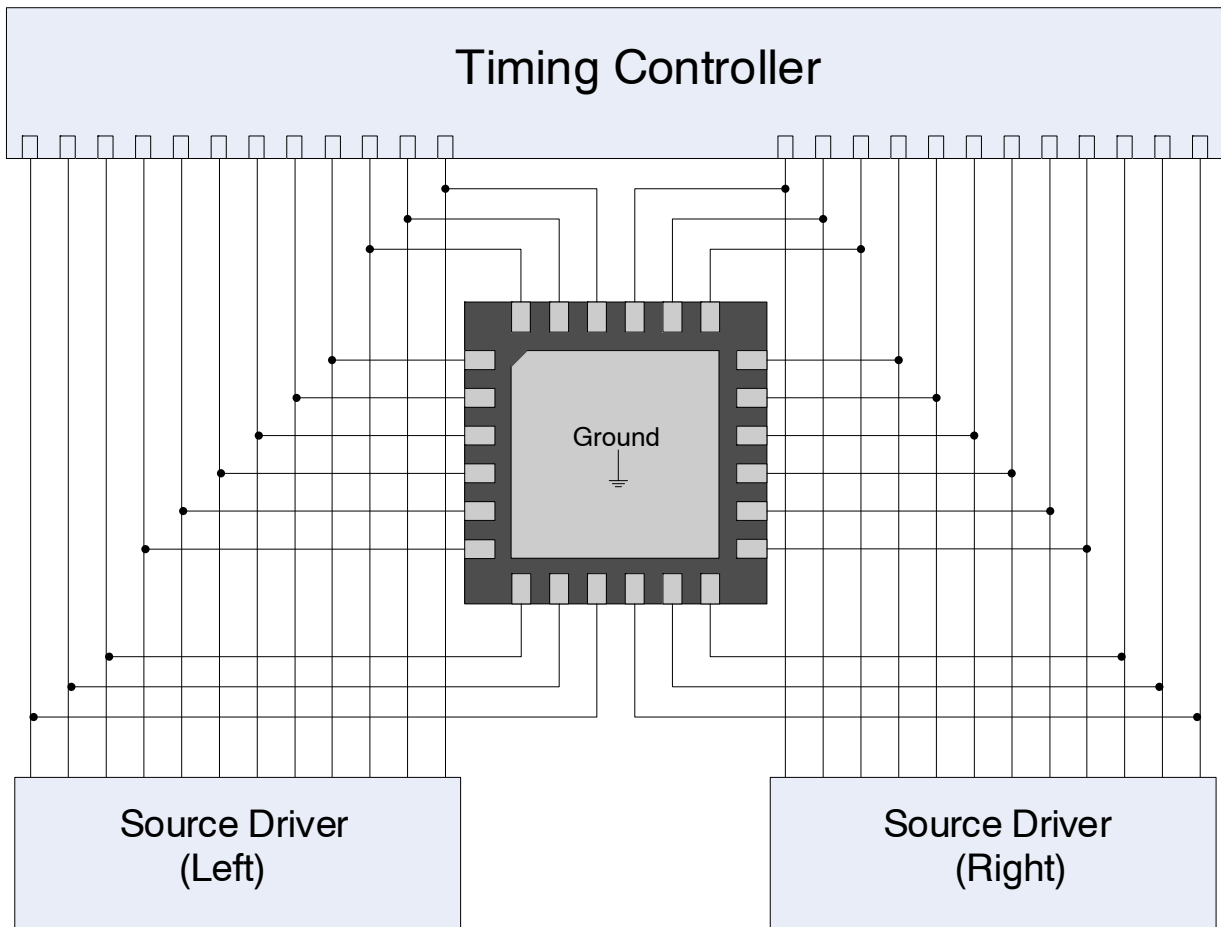 Timing Controller
Ground
Source Driver
(Left)
Source Driver
(Right)